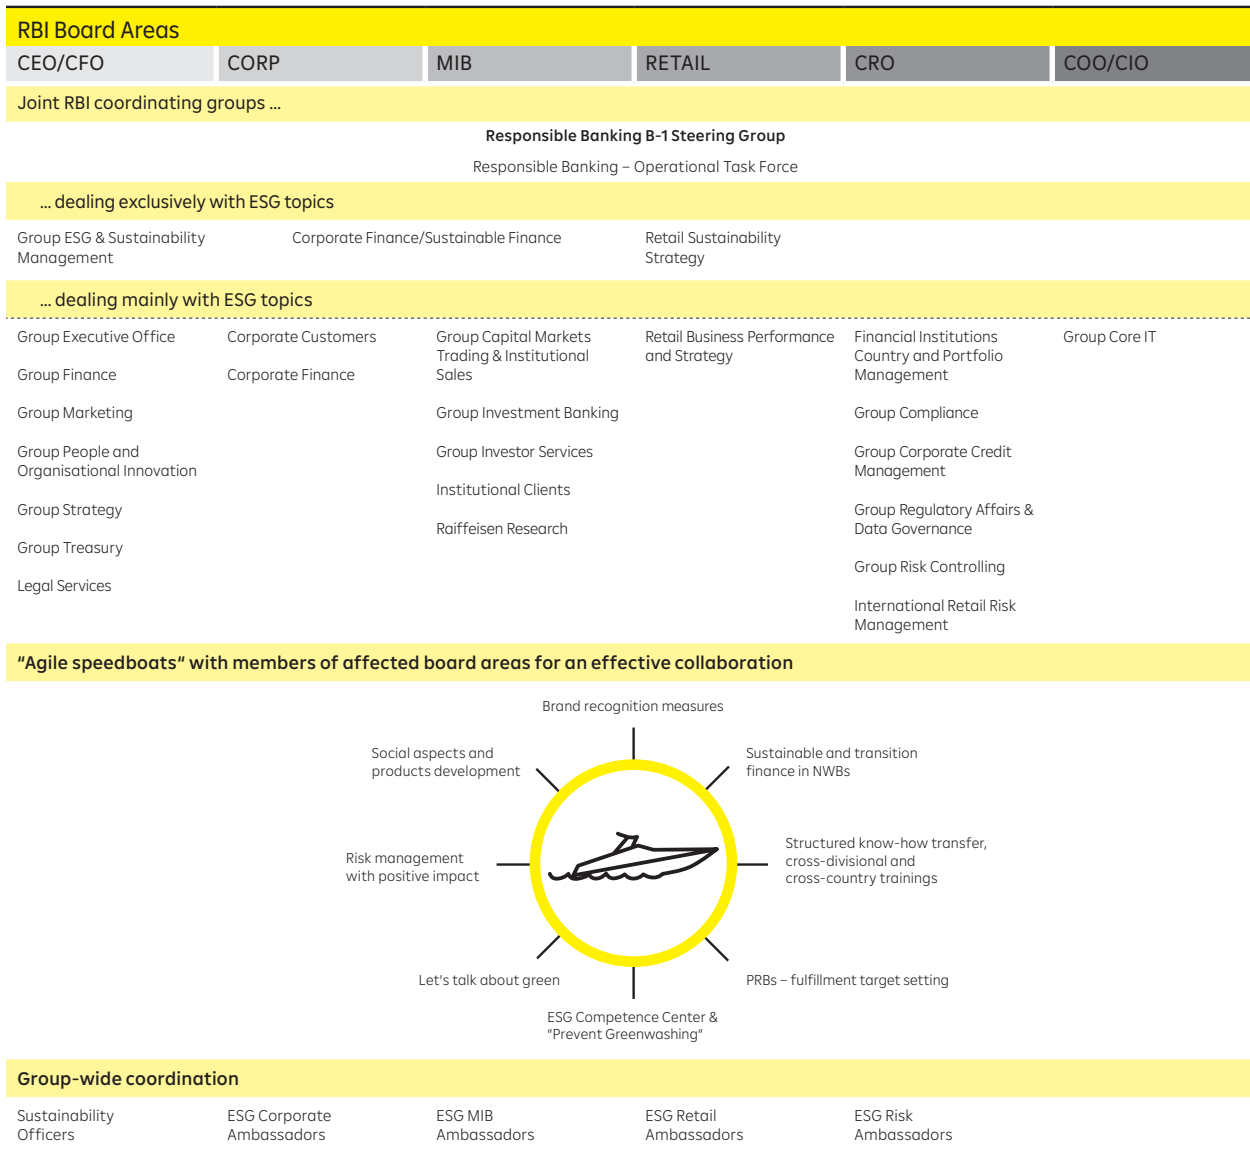 RBI Board Areas
CEO/CFO
CORP
MIB
RETAIL
CRO
COO/CIO
Joint RBI coordinating groups ...
Responsible Banking B-1 Steering Group
Responsible Banking – Operational Task Force
... dealing exclusively with ESG topics
Group ESG & Sustainability
Management
Corporate Finance/Sustainable Finance
Retail Sustainability
Strategy
... dealing mainly with ESG topics
Group Executive Office
Group Finance
Group Marketing
Group People and
Organisational Innovation
Group Strategy
Group Treasury
Legal Services
Corporate Customers
Corporate Finance
Group Capital Markets
Trading & Institutional
Sales
Group Investment Banking
Group Investor Services
Institutional Clients
Raiffeisen Research
Retail Business Performance
and Strategy
Financial Institutions
Country and Portfolio
Management
Group Compliance
Group Corporate Credit
Management
Group Regulatory Affairs &
Data Governance
Group Risk Controlling
International Retail Risk
Management
Group Core IT
“Agile speedboats“ with members of affected board areas for an effective collaboration
Brand recognition measures
Sustainable and transition
finance in NWBs
Structured know-how transfer,
cross-divisional and
cross-country trainings
PRBs – fulfillment target setting
ESG Competence Center &
“Prevent Greenwashing“
Let's talk about green
Risk management
with positive impact
Social aspects and
products development
Group-wide coordination
Sustainability
Officers
ESG Corporate
Ambassadors
ESG MIB
Ambassadors
ESG Retail
Ambassadors
ESG Risk
Ambassadors